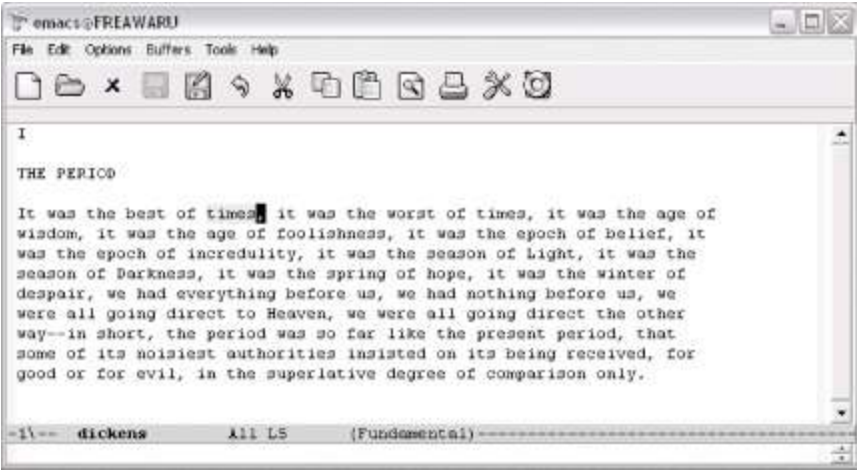 emacs@FREAWARU
File Edit Options Buffers Tools Help
I
THE PERIOD
It was the best of times, it was the worst of times, it was the age of
wisdom, it was the age of foolishness, it was the epoch of belief, it
was the epoch of incredulity, it was the season of Light, it was the
season of Darkness, it was the spring of hope, it was the winter of
despair, we had everything before us, we had nothing before us, we
were all going direct to Heaven, we were all going direct the other
way--in short, the period was so far like the present period, that
some of its noisiest authorities insisted on its being received, for
good or for evil, in the superlative degree of comparison only.
-1\-- dickens All L5 (Fundamental)--------------------------------------------